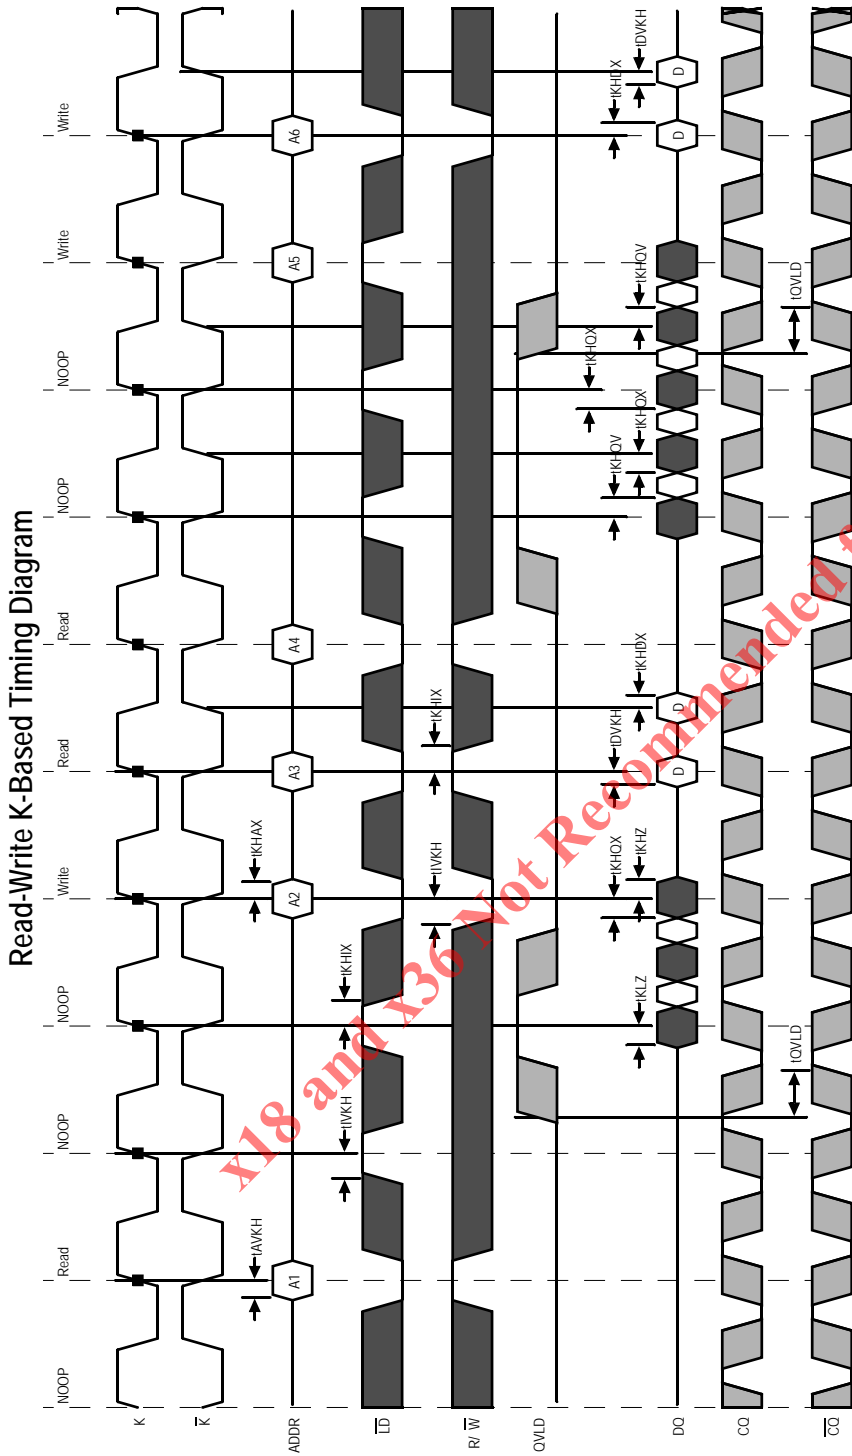 Read-Write K-Based Timing Diagram
NOOP
Read
NOOP
NOOP
Write
Read
Read
NOOP
NOOP
Write
Write
K
K
ADDR
A1
A2
A3
A4
A5
A6
tAVKH
tKHAX
LD
tIVKH
tKHIX
R/ W
tIVKH
tKHIX
QVLD
DQ
tKLZ
tKHQX
tKHZ
tDVKH
tKHDX
D
D
tKHQV
tKHQX
tKHQX
tKHQV
tKHDX
tDVKH
D
D
CQ
tQVLD
tQVLD
CQ
x18 and x36 Not Recommended f